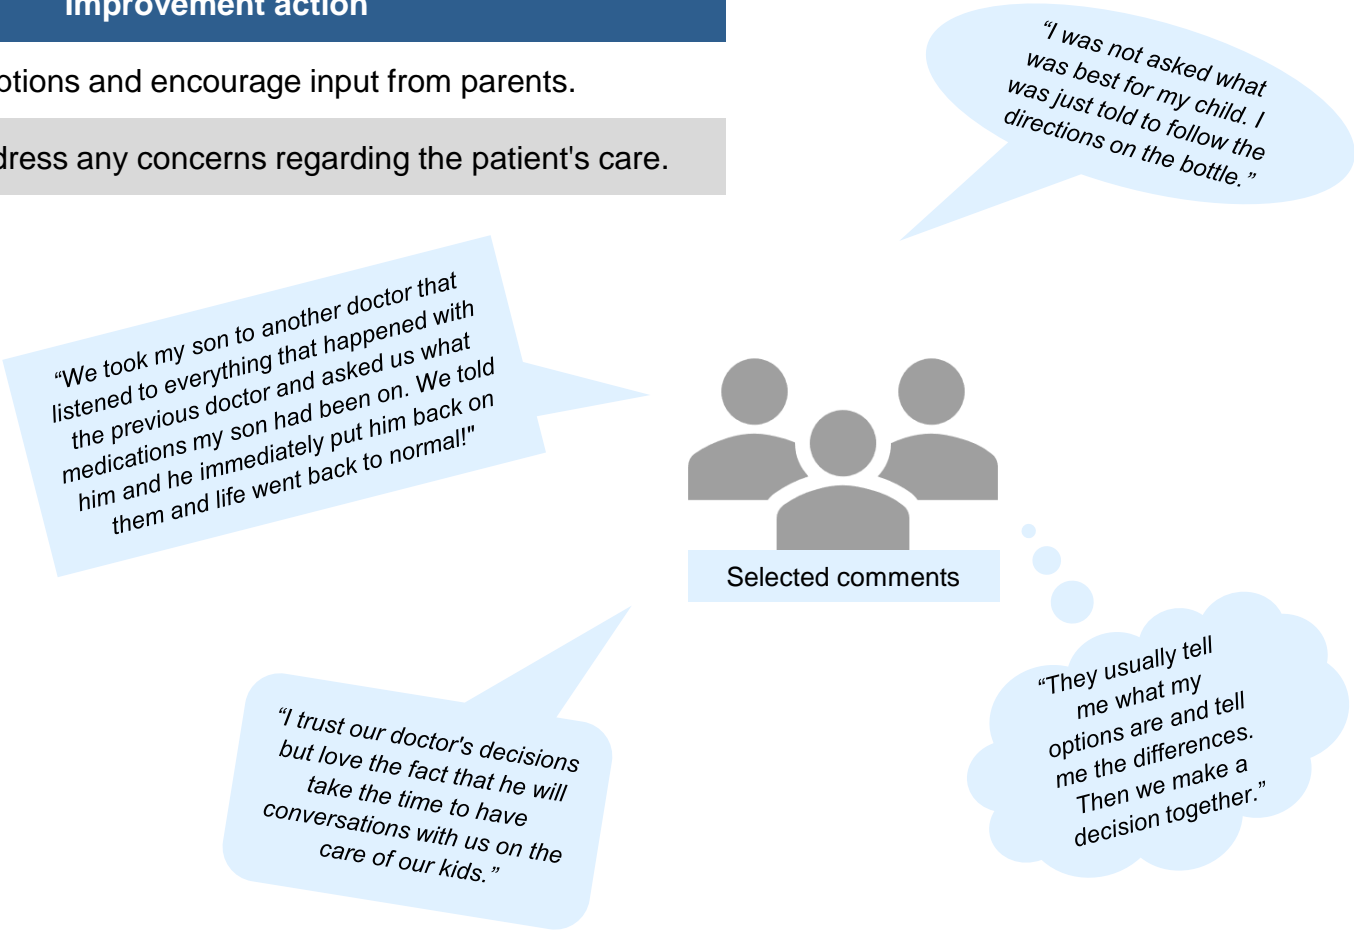 Improvement action
ptions and encourage input from parents.
dress any concerns regarding the patient's care.
“I was not asked what
was best for my child. I
was just told to follow the
directions on the bottle.”
“We took my son to another doctor that
listened to everything that happened with
the previous doctor and asked us what
medications my son had been on. We told
him and he immediately put him back on
them and life went back to normal!"
Selected comments
“I trust our doctor's decisions
but love the fact that he will
take the time to have
conversations with us on the
care of our kids.”
“They usually tell
me what my
options are and tell
me the differences.
Then we make a
decision together.”